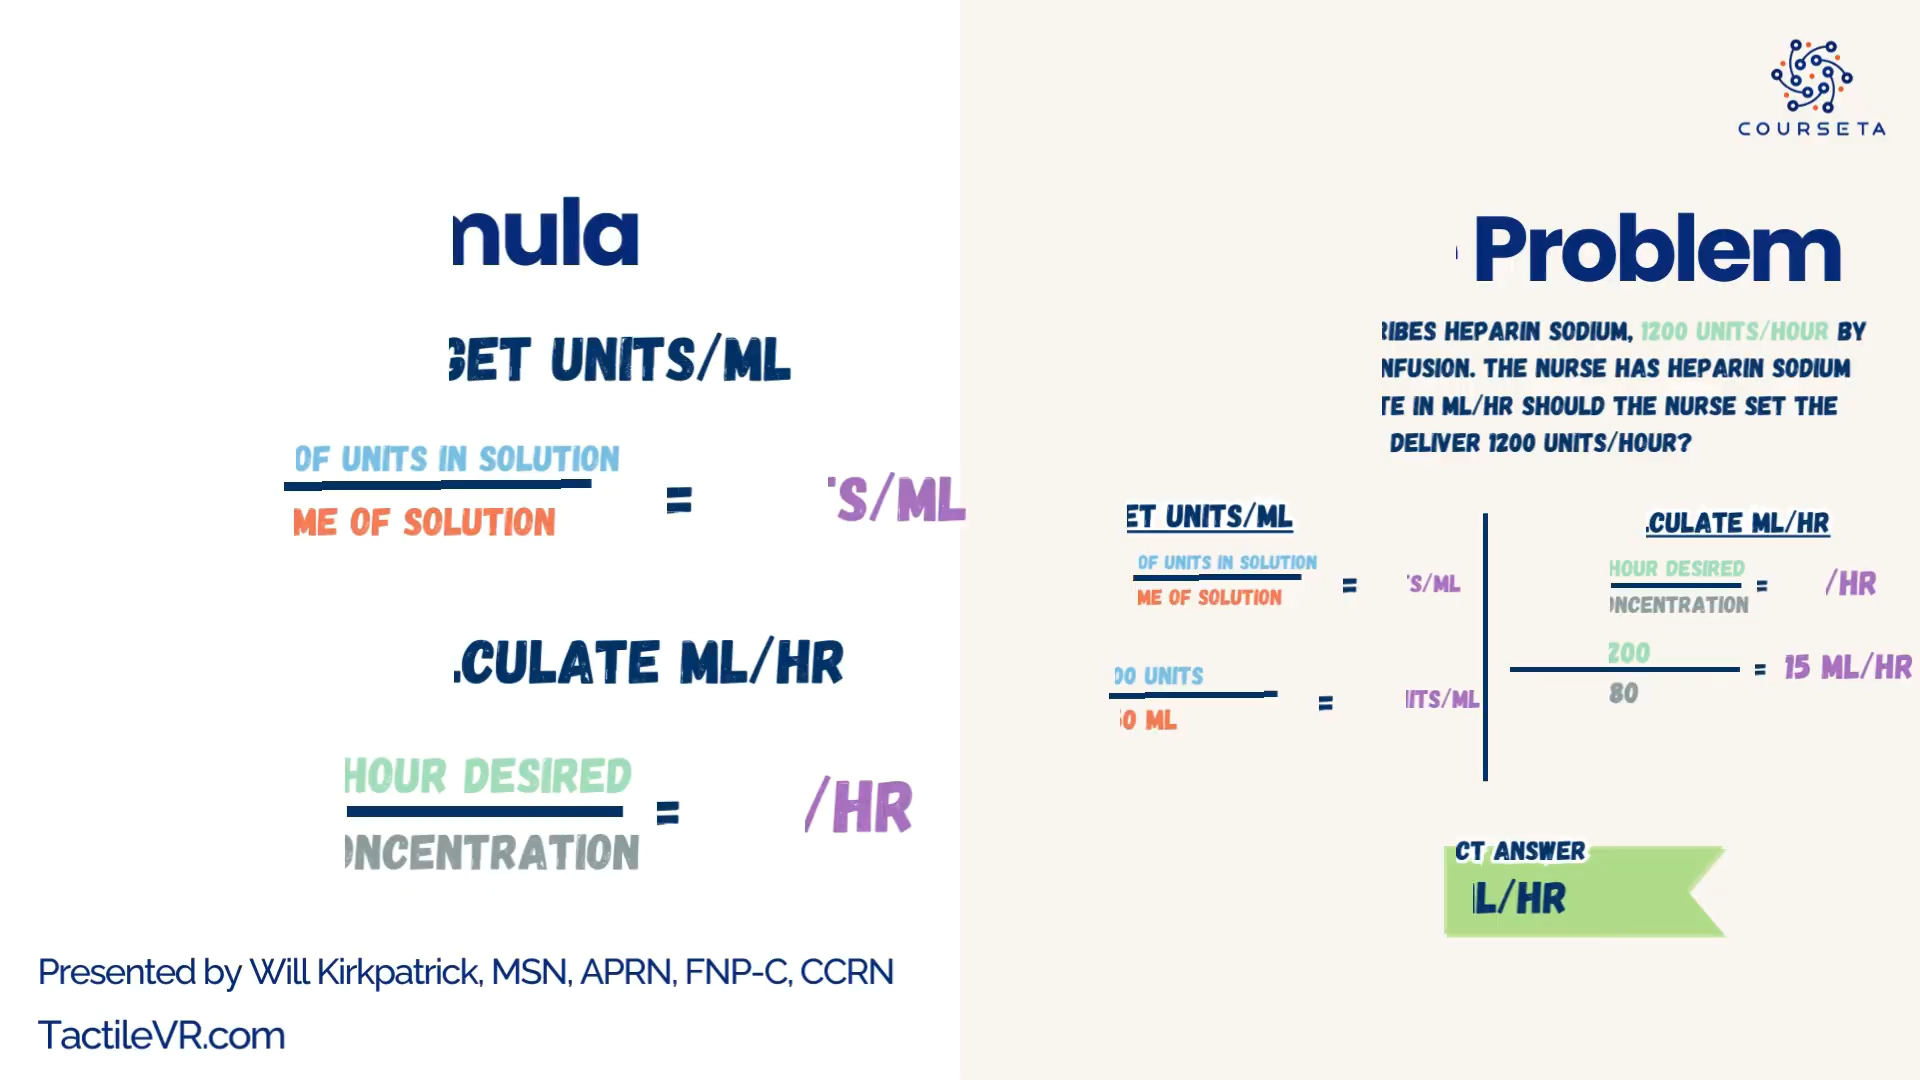 nula
GET UNITS/ML
OF UNITS IN SOLUTION
ME OF SOLUTION
=
'S/ML
.CULATE ML/HR
HOUR DESIRED
ONCENTRATION
=
/HR
Presented by Will Kirkpatrick, MSN, APRN, FNP-C, CCRN
TactileVR.com
COURSETA
Problem
RIBES HEPARIN SODIUM, 1200 UNITS/HOUR BY
NFUSION. THE NURSE HAS HEPARIN SODIUM
TE IN ML/HR SHOULD THE NURSE SET THE
DELIVER 1200 UNITS/HOUR?
ET UNITS/ML
OF UNITS IN SOLUTION
ME OF SOLUTION
=
'S/ML
00 UNITS
50 ML
=
NITS/ML
.CULATE ML/HR
HOUR DESIRED
ONCENTRATION
=
/HR
200
80
= 15 ML/HR
CT ANSWER
L/HR